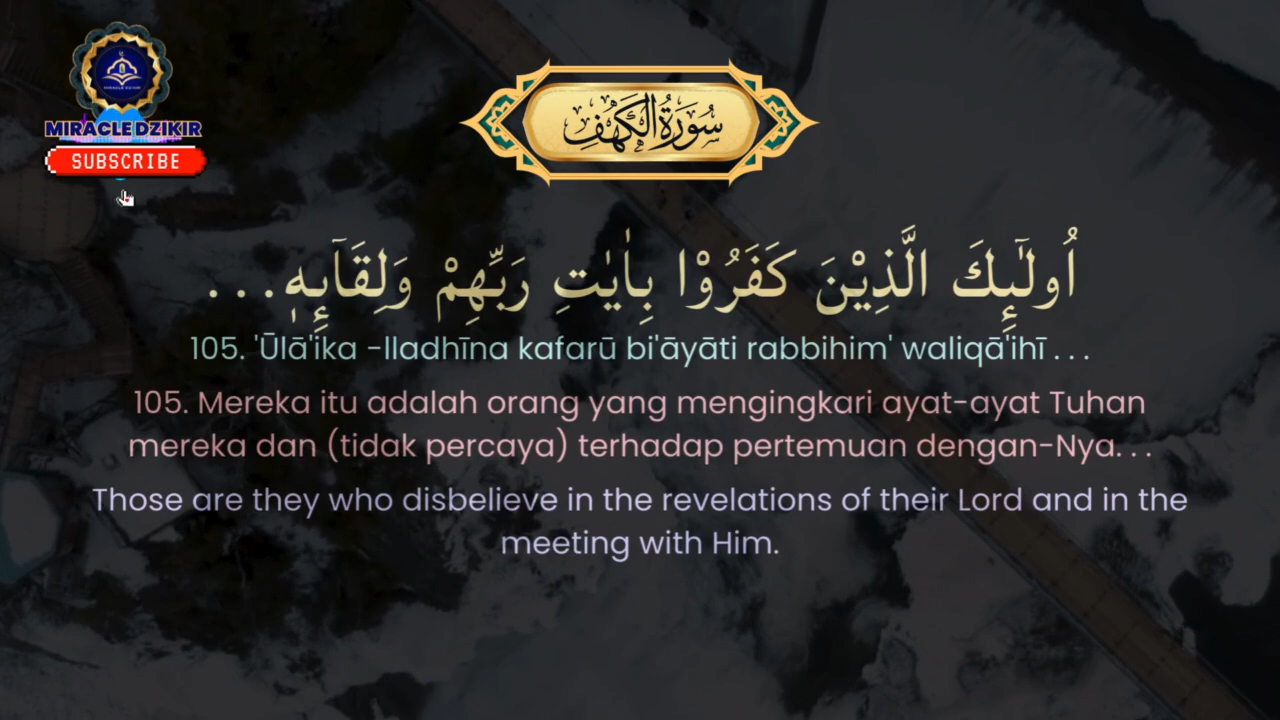 MIRACLE DZIKIR
MIRACLEDZIKIR
SUBSCRIBE
سُورَةُ الْكَهْفِ
اُولٰۤىِٕكَ الَّذِيْنَ كَفَرُوْا بِاٰيٰتِ رَبِّهِمْ وَلِقَاۤىِٕهٖ...
105. 'Ūlā'ika -lladhīna kafarū bi'āyāti rabbihim' waliqā'ihī . . .
105. Mereka itu adalah orang yang mengingkari ayat-ayat Tuhan
mereka dan (tidak percaya) terhadap pertemuan dengan-Nya. . .
Those are they who disbelieve in the revelations of their Lord and in the
meeting with Him.